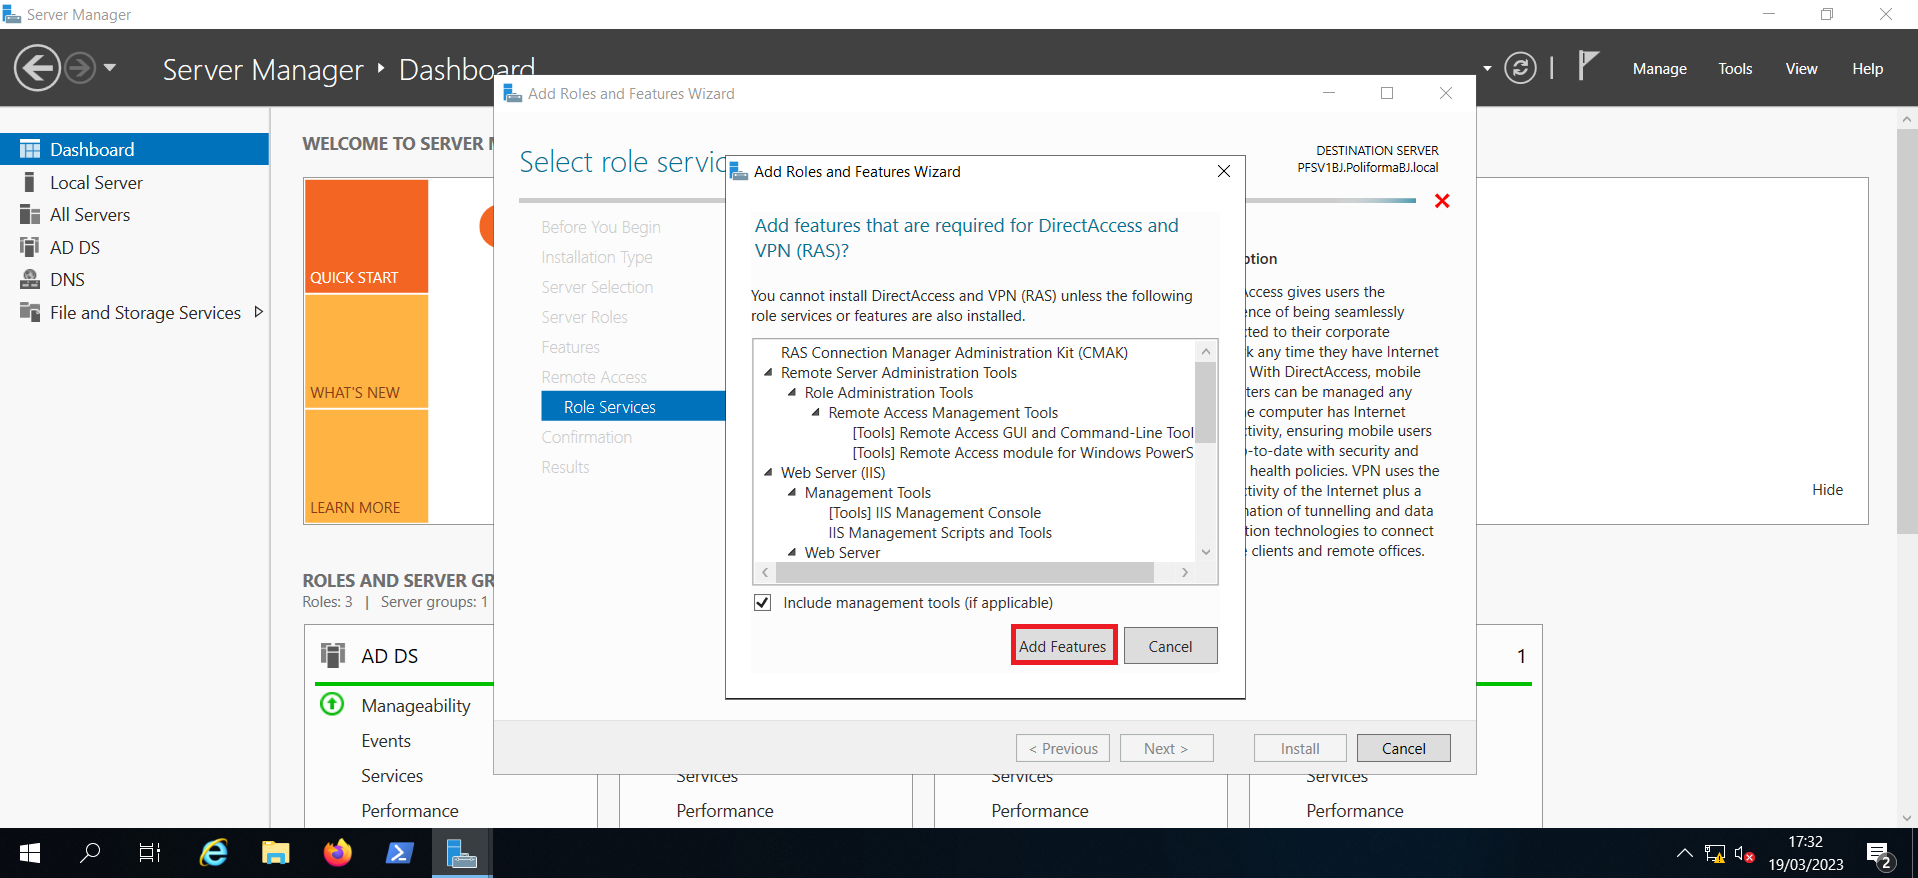 Server Manager
Server Manager
Dashboard
Manage
Tools
View
Help
Dashboard
Local Server
All Servers
AD DS
DNS
File and Storage Services
WELCOME TO SERVER
QUICK START
WHAT'S NEW
LEARN MORE
Hide
ROLES AND SERVER GR
Roles: 3 | Server groups: 1
AD DS
1
Manageability
Events
Services
Performance
Services
Performance
Services
Performance
Services
Performance
Add Roles and Features Wizard
Select role servic
DESTINATION SERVER
PFSV1BJ.PoliformaBJ.local
Before You Begin
Installation Type
Server Selection
Server Roles
Features
Remote Access
Role Services
Confirmation
Results
ption
ccess gives users the
ence of being seamlessly
cted to their corporate
k any time they have Internet
With DirectAccess, mobile
ters can be managed any
e computer has Internet
tivity, ensuring mobile users
-to-date with security and
health policies. VPN uses the
tivity of the Internet plus a
nation of tunnelling and data
tion technologies to connect
clients and remote offices.
< Previous
Next >
Install
Cancel
Add Roles and Features Wizard
Add features that are required for DirectAccess and
VPN (RAS)?
You cannot install DirectAccess and VPN (RAS) unless the following
role services or features are also installed.
RAS Connection Manager Administration Kit (CMAK)
Remote Server Administration Tools
Role Administration Tools
Remote Access Management Tools
[Tools] Remote Access GUI and Command-Line Tool
[Tools] Remote Access module for Windows PowerS
Web Server (IIS)
Management Tools
[Tools] IIS Management Console
IIS Management Scripts and Tools
Web Server
Include management tools (if applicable)
Add Features
Cancel
17:32
19/03/2023
2